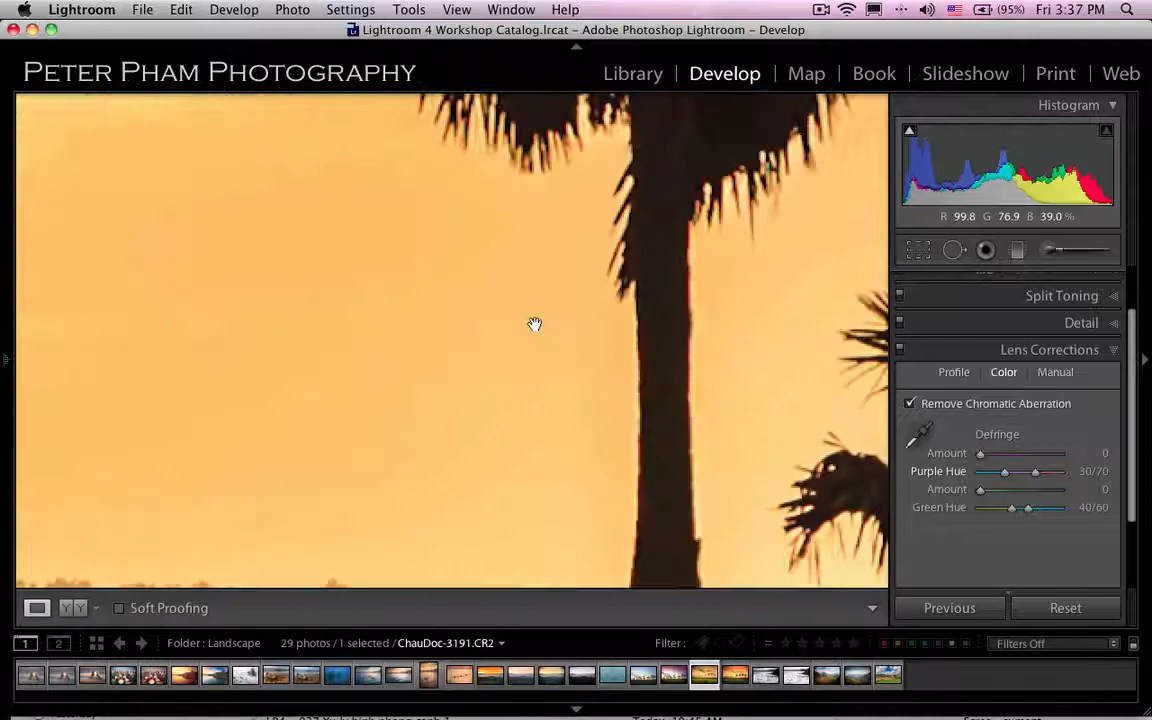 Lightroom File Edit Develop Photo Settings Tools View Window Help (95%) Fri 3:37 PM
Lightroom 4 Workshop Catalog.lrcat – Adobe Photoshop Lightroom – Develop
PETER PHAM PHOTOGRAPHY
Library | Develop | Map | Book | Slideshow | Print | Web
Histogram
R 99.8 G 76.9 B 39.0 %
Split Toning
Detail
Lens Corrections
Profile Color Manual
Remove Chromatic Aberration
Defringe
Amount 0
Purple Hue 30/70
Amount 0
Green Hue 40/60
Y Y Soft Proofing
Previous Reset
1 2 Folder : Landscape 29 photos / 1 selected / ChauDoc-3191.CR2 Filter : Filters Off